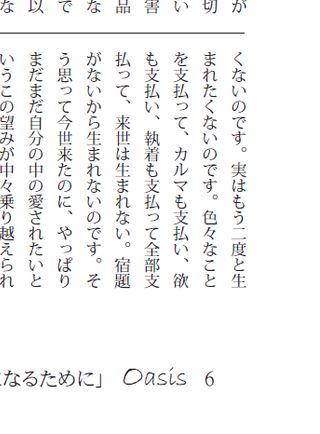 が
切
い
害
品
な
で
以
な
くないのです。実はもう二度と生
まれたくないのです。色々なこと
を支払って、カルマも支払い、欲
も支払い、執着も支払って全部支
払って、来世は生まれない。宿題
がないから生まれないのです。そ
う思って今世来たのに、やっぱり
まだまだ自分の中の愛されたいと
いうこの望みが中々乗り越えられ
なるために」 Oasis 6